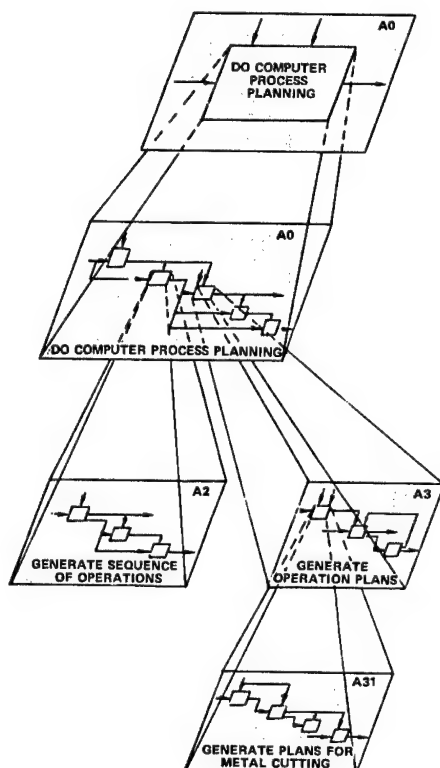 A0
DO COMPUTER
PROCESS
PLANNING
A0
DO COMPUTER PROCESS PLANNING
A2
GENERATE SEQUENCE
OF OPERATIONS
A3
GENERATE
OPERATION PLANS
A31
GENERATE PLANS FOR
METAL CUTTING